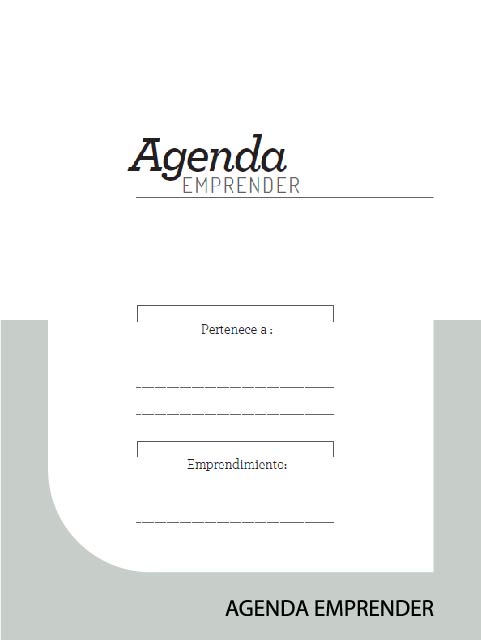 Agenda
EMPRENDER
Pertenece a :
Emprendimiento:
AGENDA EMPRENDER